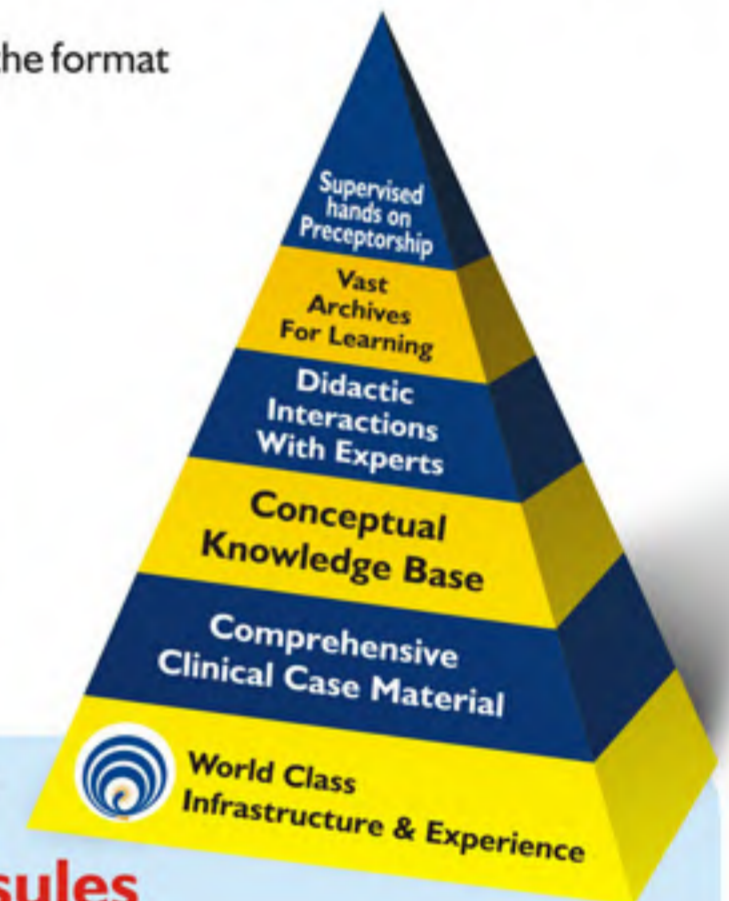 the format
Supervised
hands on
Preceptorship
Vast
Archives
For Learning
Didactic
Interactions
With Experts
Conceptual
Knowledge Base
Comprehensive
Clinical Case Material
World Class
Infrastructure & Experience
sules